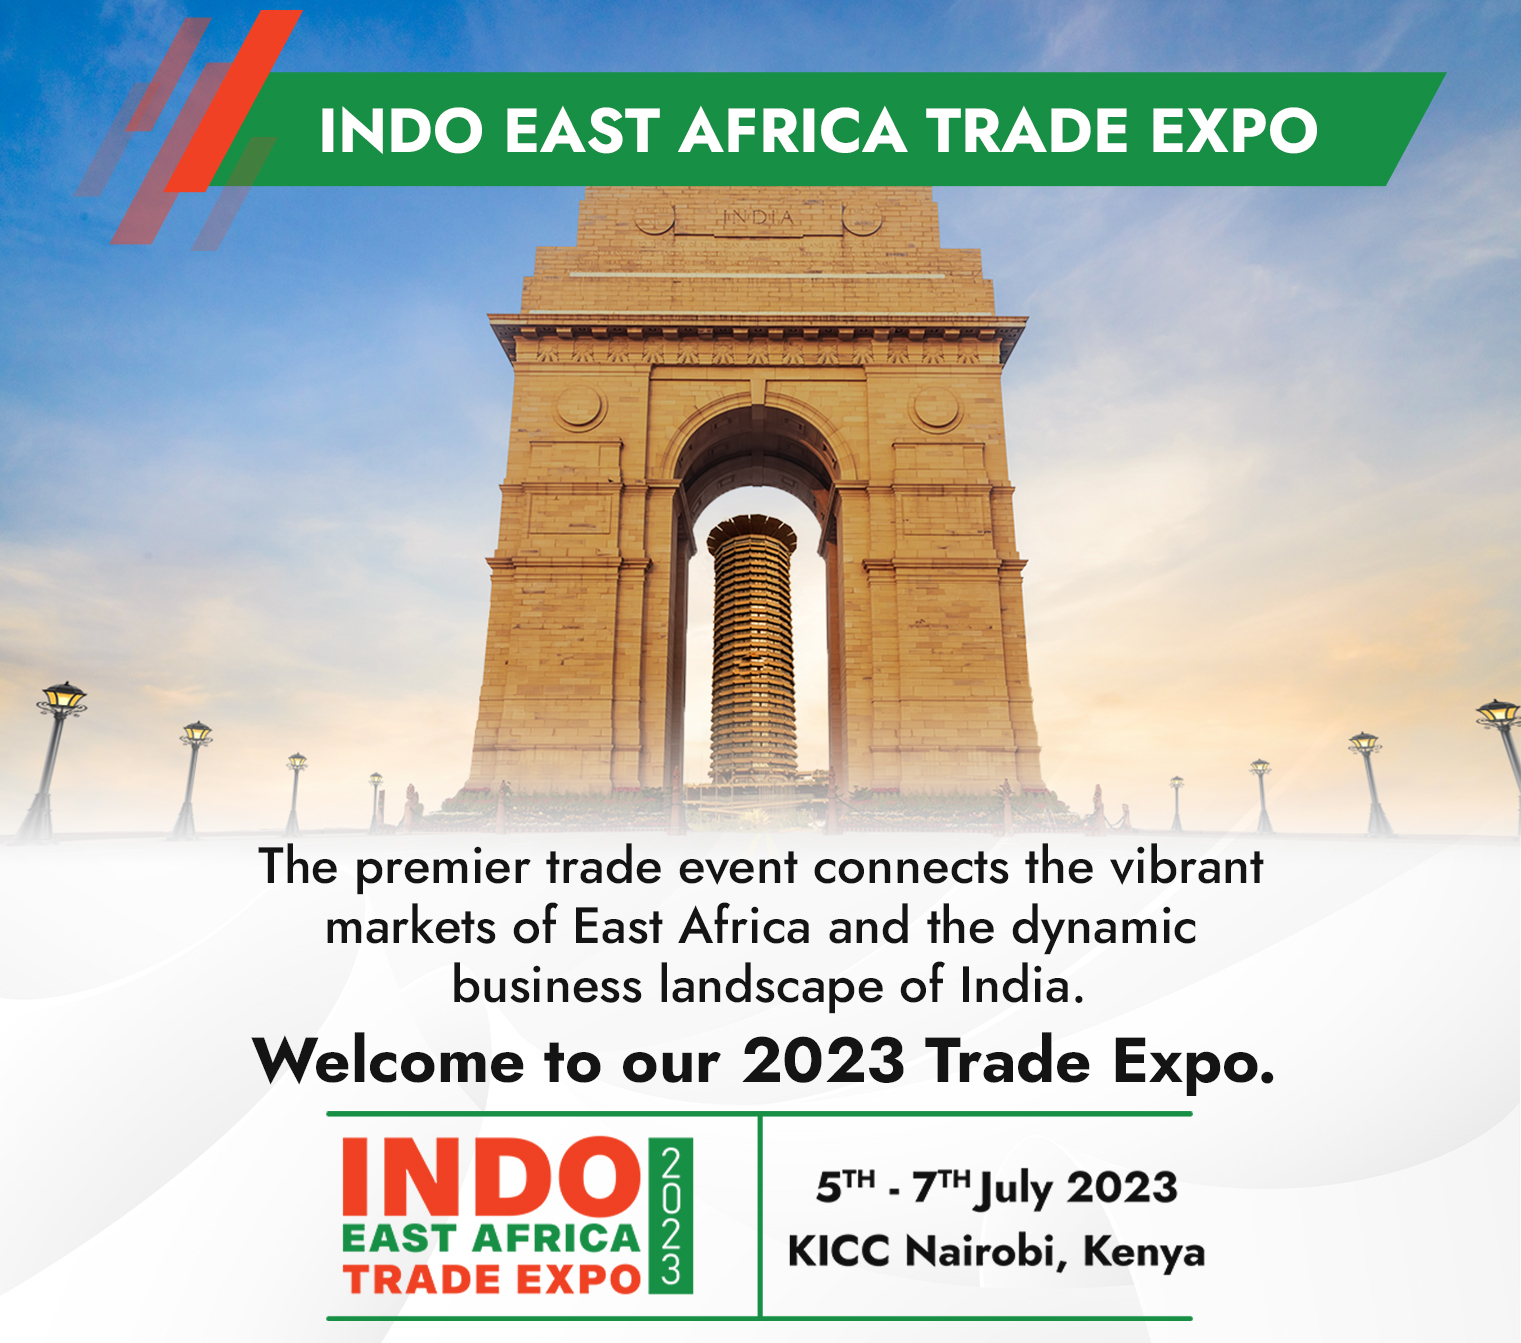 INDO EAST AFRICA TRADE EXPO
INDIA
The premier trade event connects the vibrant
markets of East Africa and the dynamic
business landscape of India.
Welcome to our 2023 Trade Expo.
INDO
EAST AFRICA
TRADE EXPO
2023
5TH - 7TH July 2023
KICC Nairobi, Kenya